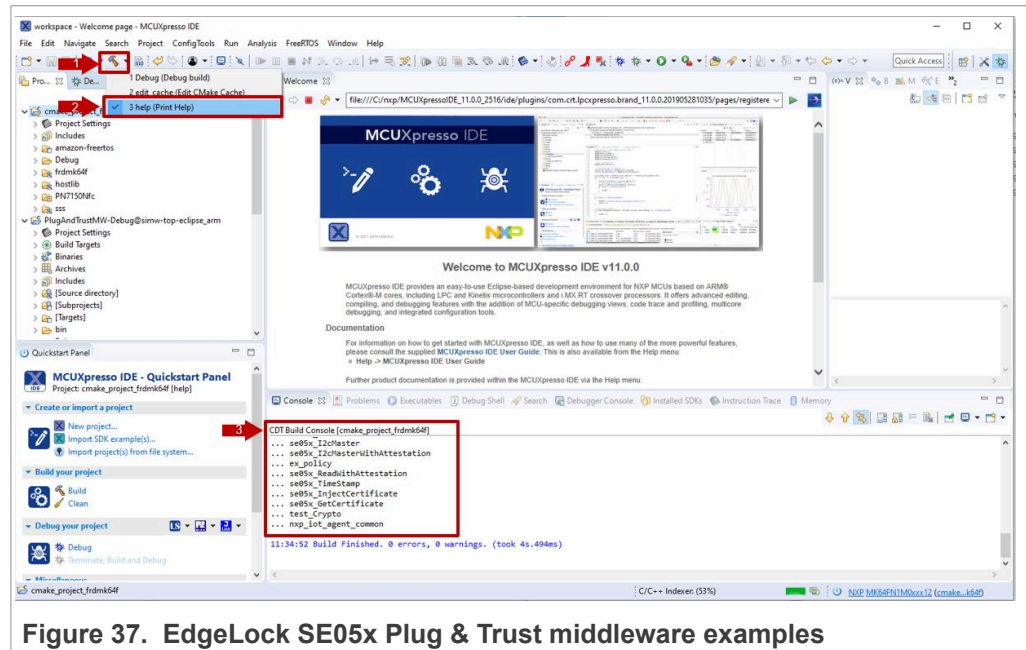 workspace - Welcome page - MCUXpresso IDE
File Edit Navigate Search Project ConfigTools Run Analysis FreeRTOS Window Help
1
Quick Access
Pro... De...
1 Debug (Debug build)
2 edit_cache (Edit CMake Cache)
2
3 help (Print Help)
Welcome
file:///C:/nxp/MCUXpressoIDE_11.0.0_2516/ide/plugins/com.crt.lpcxpresso.brand_11.0.0.201905281035/pages/registere
Project Settings
Includes
amazon-freertos
Debug
frdmk64f
hostlib
PN7150Nfc
sss
PlugAndTrustMW-Debug@simw-top-eclipse_arm
Project Settings
Build Targets
Binaries
Archives
Includes
[Source directory]
[Subprojects]
[Targets]
bin
MCUXpresso IDE
NXP
Welcome to MCUXpresso IDE v11.0.0
MCUXpresso IDE provides an easy-to-use Eclipse-based development environment for NXP MCUs based on ARM®
Cortex®-M cores, including LPC and Kinetis microcontrollers and i.MX RT crossover processors. It offers advanced editing,
compiling, and debugging features with the addition of MCU-specific debugging views, code trace and profiling, multicore
debugging, and integrated configuration tools.
Documentation
For information on how to get started with MCUXpresso IDE, as well as how to use many of the more powerful features,
please consult the supplied MCUXpresso IDE User Guide. This is also available from the Help menu:
Help -> MCUXpresso IDE User Guide
Further product documentation is provided within the MCUXpresso IDE via the Help menu:
Quickstart Panel
MCUXpresso IDE - Quickstart Panel
IDE
Project: cmake_project_frdmk64f [help]
Create or import a project
New project...
Import SDK example(s)...
Import project(s) from file system...
Build your project
Build
Clean
Debug your project
Debug
Terminate, Build and Debug
Miscellaneous
Console Problems Executables Debug Shell Search Debugger Console Installed SDKs Instruction Trace Memory
3
CDT Build Console [cmake_project_frdmk64f]
... se05x_I2cMaster
... se05x_I2cMasterWithAttestation
... ex_policy
... se05x_ReadWithAttestation
... se05x_TimeStamp
... se05x_InjectCertificate
... se05x_GetCertificate
... test_Crypto
... nxp_iot_agent_common
11:34:52 Build Finished. 0 errors, 0 warnings. (took 4s.494ms)
cmake_project_frdmk64f
C/C++ Indexer: (53%)
NXP MK64FN1M0xxx12 (cmake...k64f)
Figure 37. EdgeLock SE05x Plug & Trust middleware examples